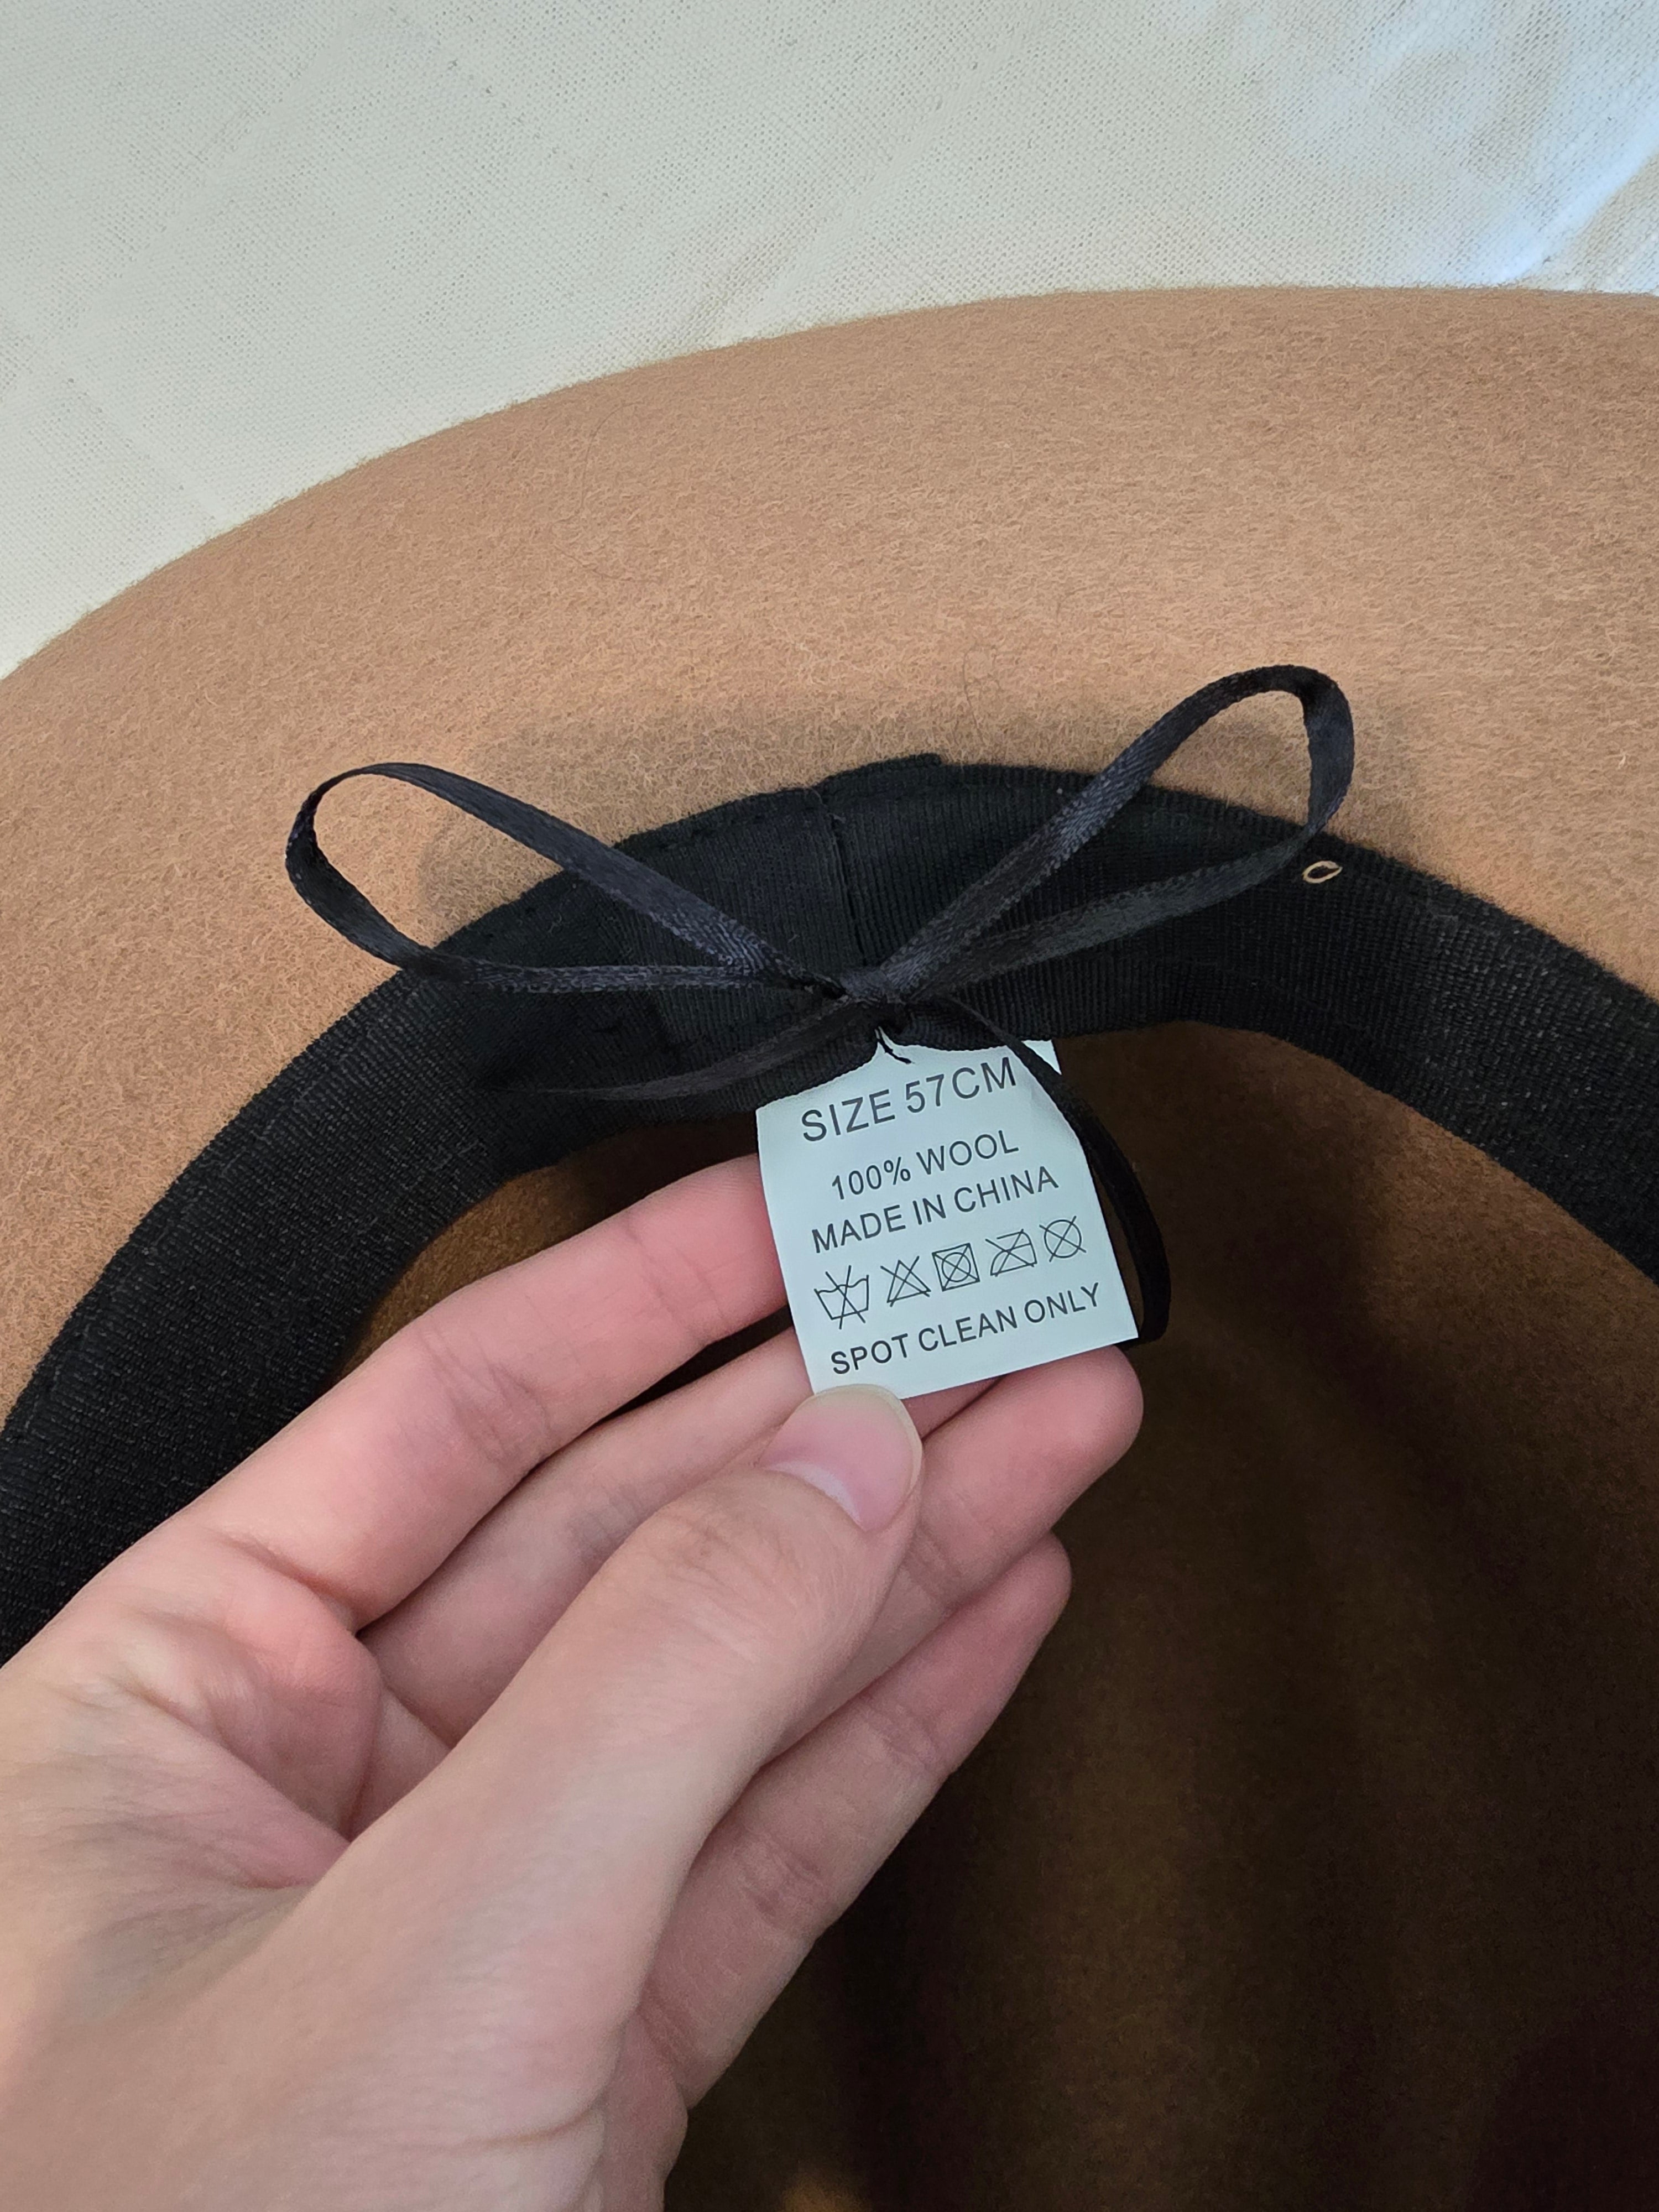 SIZE 57CM
100% WOOL
MADE IN CHINA
SPOT CLEAN ONLY